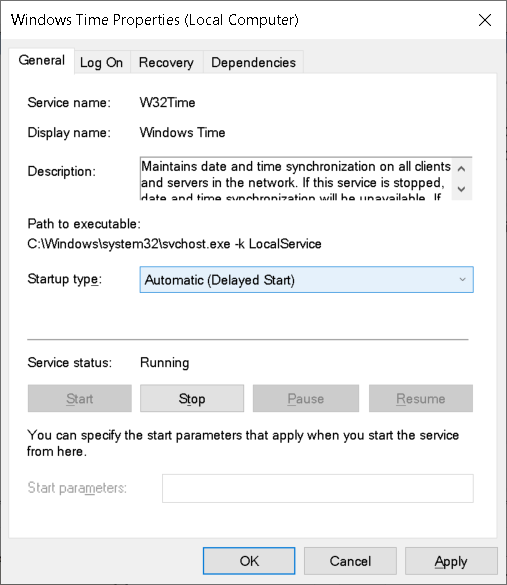 Windows Time Properties (Local Computer)
General Log On Recovery Dependencies
Service name: W32Time
Display name: Windows Time
Description: Maintains date and time synchronization on all clients
and servers in the network. If this service is stopped,
date and time synchronization will be unavailable. If
Path to executable:
C:\Windows\system32\svchost.exe -k LocalService
Startup type: Automatic (Delayed Start)
Service status: Running
Start Stop Pause Resume
You can specify the start parameters that apply when you start the service
from here.
Start parameters:
OK Cancel Apply